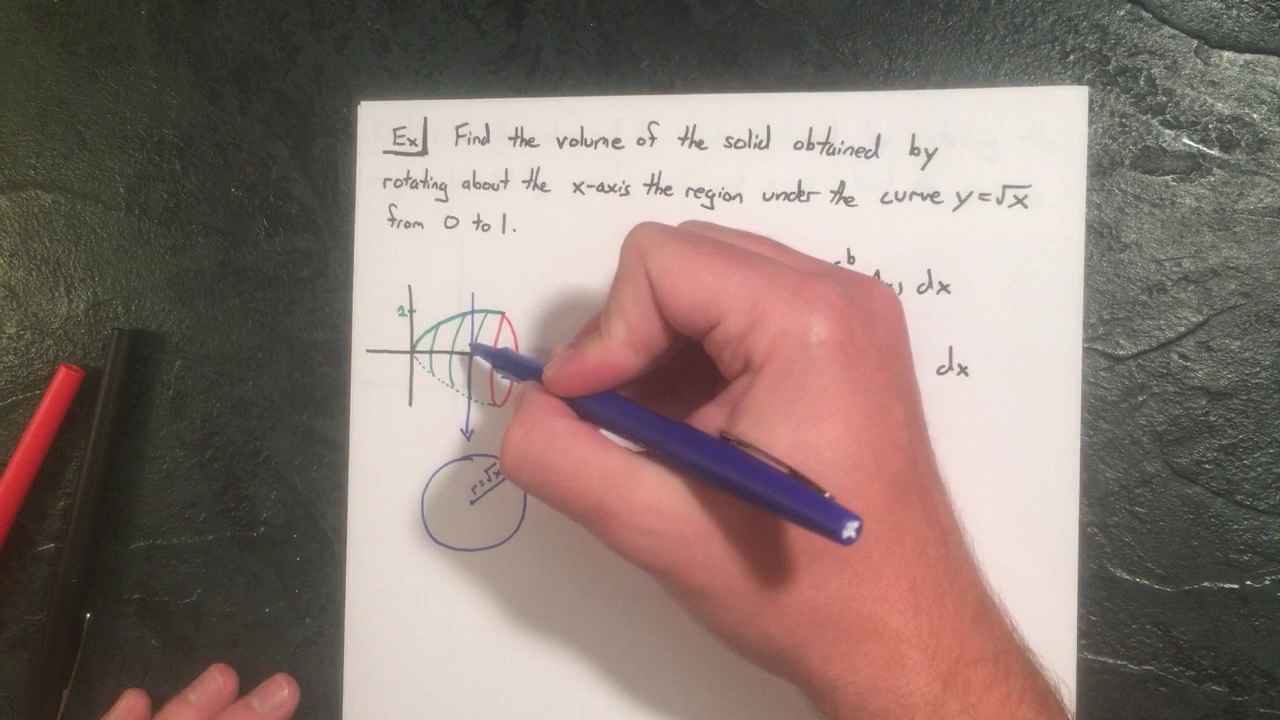 Ex Find the volume of the solid obtained by
rotating about the x-axis the region under the curve y=√x
from 0 to 1.
b
dx
2
dx
r=√x